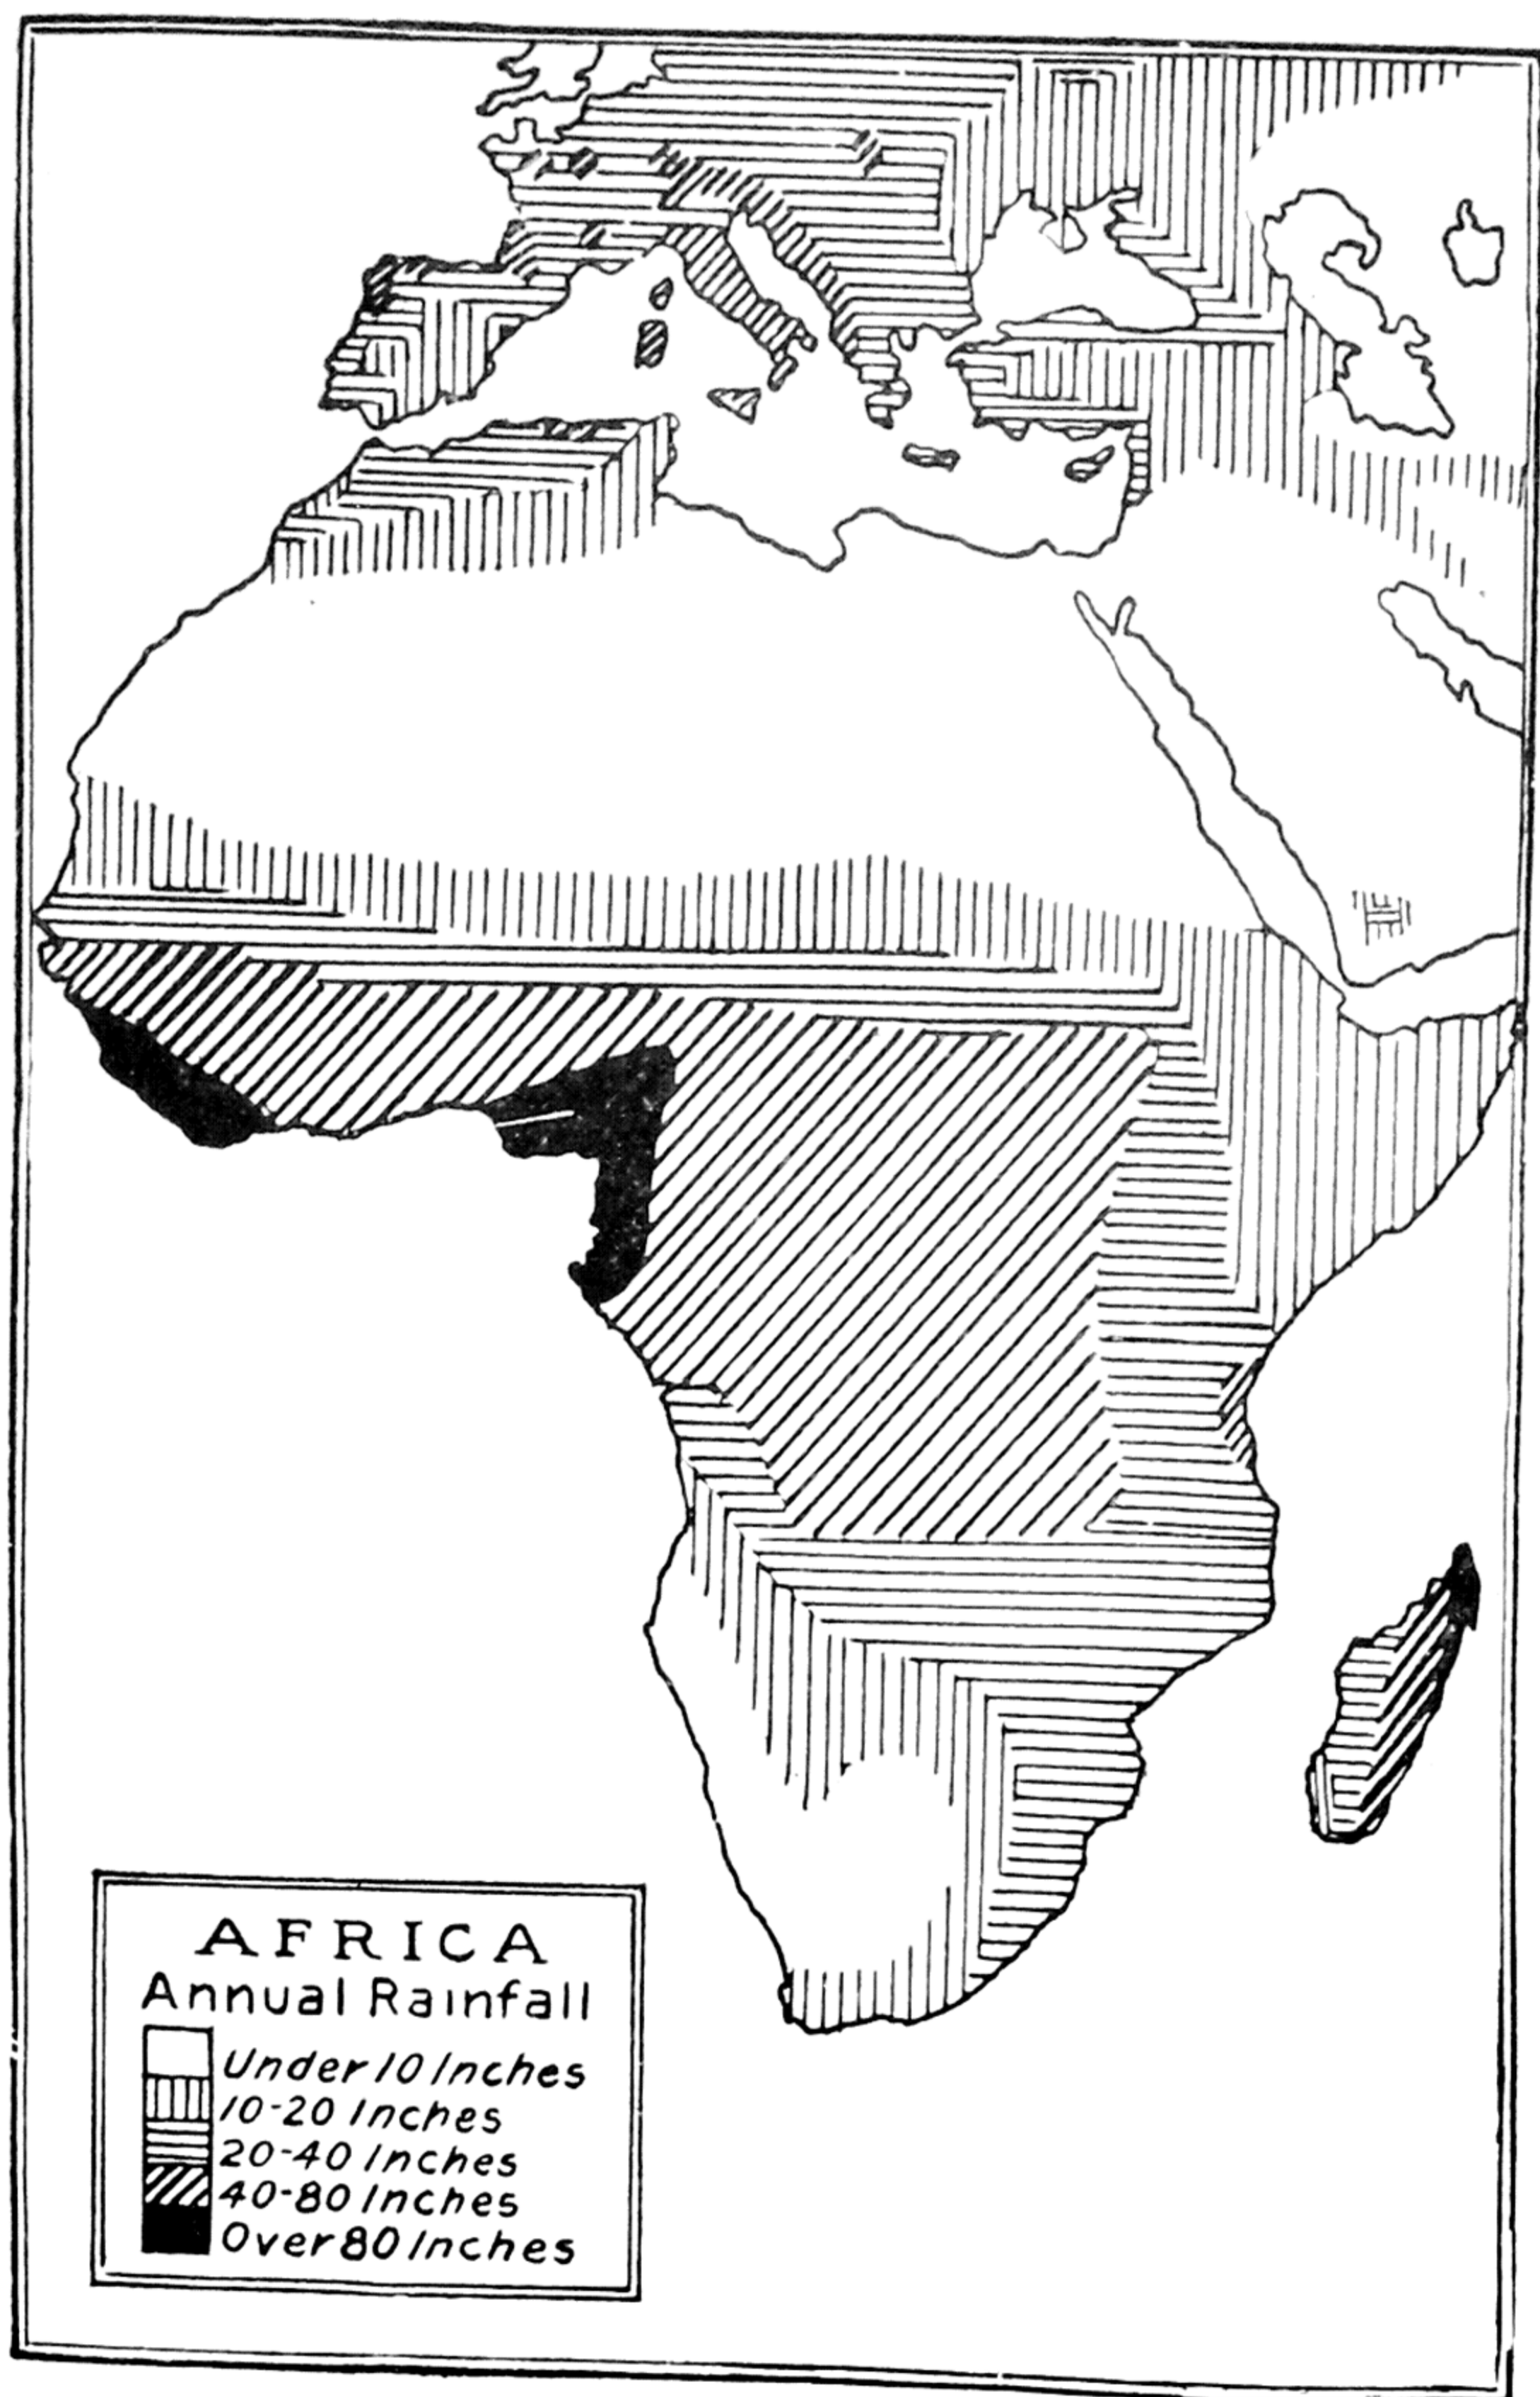 AFRICA
Annual Rainfall
Under 10 Inches
10-20 Inches
20-40 Inches
40-80 Inches
Over 80 Inches